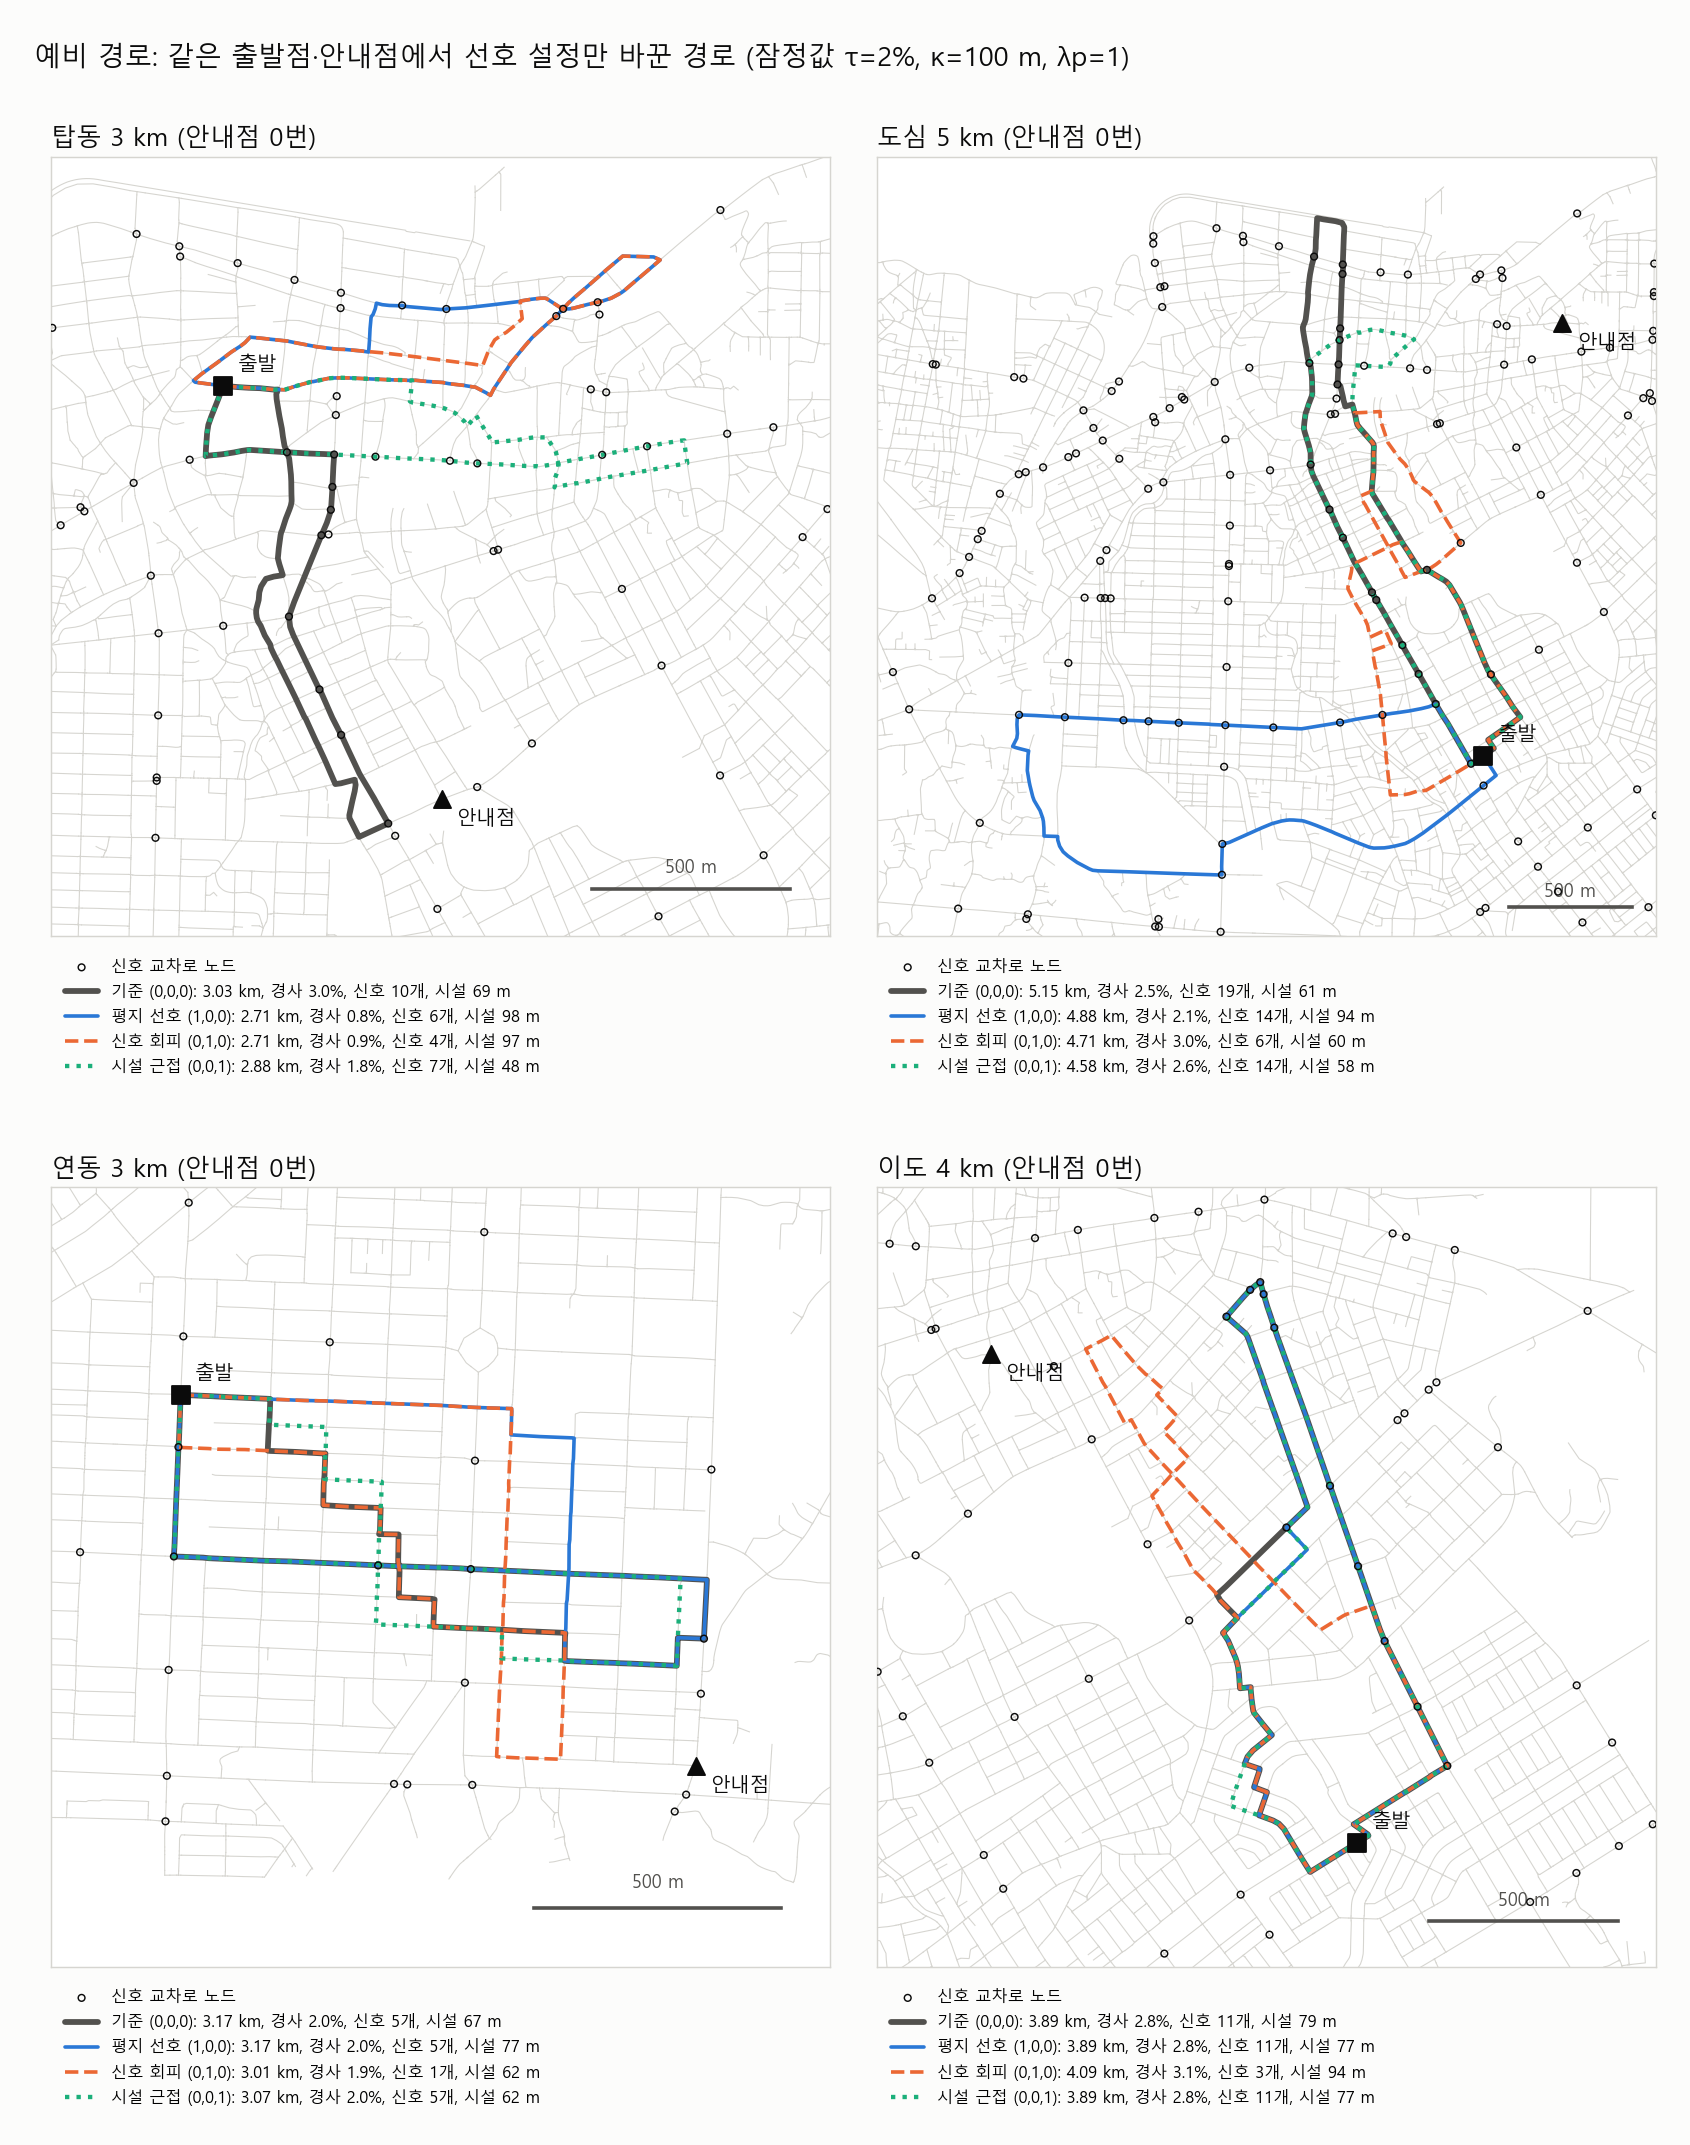 예비 경로: 같은 출발점·안내점에서 선호 설정만 바꾼 경로 (잠정값 τ=2%, κ=100 m, λp=1)
탑동 3 km (안내점 0번)
출발
안내점
500 m
신호 교차로 노드
기준 (0,0,0): 3.03 km, 경사 3.0%, 신호 10개, 시설 69 m
평지 선호 (1,0,0): 2.71 km, 경사 0.8%, 신호 6개, 시설 98 m
신호 회피 (0,1,0): 2.71 km, 경사 0.9%, 신호 4개, 시설 97 m
시설 근접 (0,0,1): 2.88 km, 경사 1.8%, 신호 7개, 시설 48 m
도심 5 km (안내점 0번)
안내점
출발
500 m
신호 교차로 노드
기준 (0,0,0): 5.15 km, 경사 2.5%, 신호 19개, 시설 61 m
평지 선호 (1,0,0): 4.88 km, 경사 2.1%, 신호 14개, 시설 94 m
신호 회피 (0,1,0): 4.71 km, 경사 3.0%, 신호 6개, 시설 60 m
시설 근접 (0,0,1): 4.58 km, 경사 2.6%, 신호 14개, 시설 58 m
연동 3 km (안내점 0번)
출발
안내점
500 m
신호 교차로 노드
기준 (0,0,0): 3.17 km, 경사 2.0%, 신호 5개, 시설 67 m
평지 선호 (1,0,0): 3.17 km, 경사 2.0%, 신호 5개, 시설 77 m
신호 회피 (0,1,0): 3.01 km, 경사 1.9%, 신호 1개, 시설 62 m
시설 근접 (0,0,1): 3.07 km, 경사 2.0%, 신호 5개, 시설 62 m
이도 4 km (안내점 0번)
안내점
출발
500 m
신호 교차로 노드
기준 (0,0,0): 3.89 km, 경사 2.8%, 신호 11개, 시설 79 m
평지 선호 (1,0,0): 3.89 km, 경사 2.8%, 신호 11개, 시설 77 m
신호 회피 (0,1,0): 4.09 km, 경사 3.1%, 신호 3개, 시설 94 m
시설 근접 (0,0,1): 3.89 km, 경사 2.8%, 신호 11개, 시설 77 m